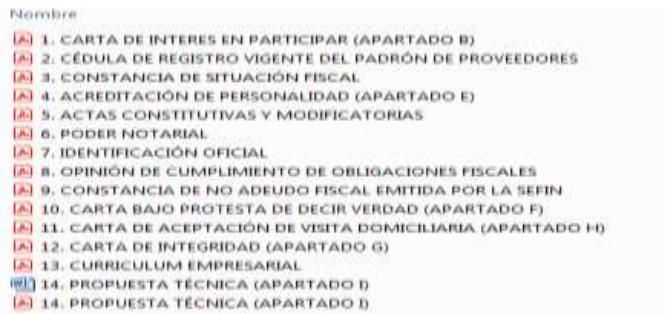 Nombre
1. CARTA DE INTERES EN PARTICIPAR (APARTADO B)
2. CÉDULA DE REGISTRO VIGENTE DEL PADRÓN DE PROVEEDORES
3. CONSTANCIA DE SITUACIÓN FISCAL
4. ACREDITACIÓN DE PERSONALIDAD (APARTADO E)
5. ACTAS CONSTITUTIVAS Y MODIFICATORIAS
6. PODER NOTARIAL
7. IDENTIFICACIÓN OFICIAL
8. OPINIÓN DE CUMPLIMIENTO DE OBLIGACIONES FISCALES
9. CONSTANCIA DE NO ADEUDO FISCAL EMITIDA POR LA SEFIN
10. CARTA BAJO PROTESTA DE DECIR VERDAD (APARTADO F)
11. CARTA DE ACEPTACIÓN DE VISITA DOMICILIARIA (APARTADO H)
12. CARTA DE INTEGRIDAD (APARTADO G)
13. CURRICULUM EMPRESARIAL
14. PROPUESTA TÉCNICA (APARTADO I)
14. PROPUESTA TÉCNICA (APARTADO I)